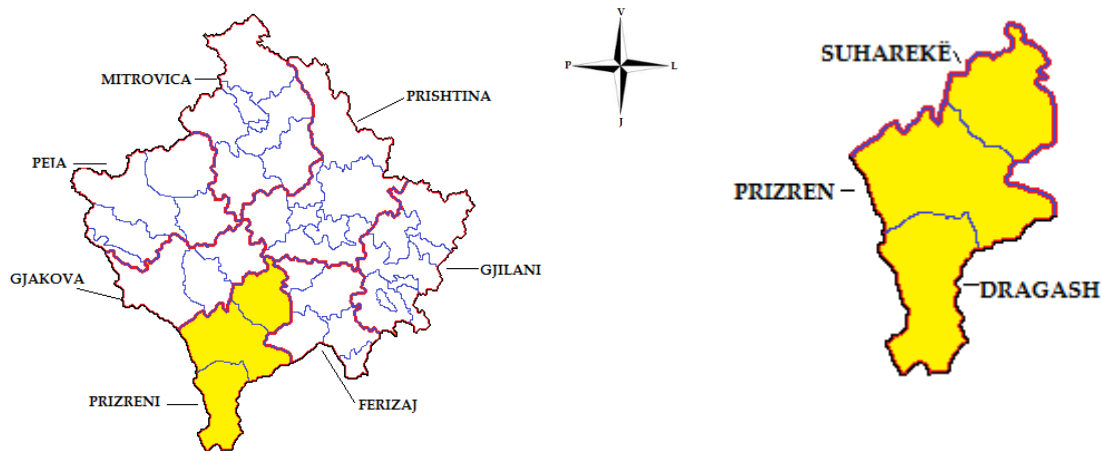 MITROVICA
PRISHTINA
PEJA
GJAKOVA
GJILANI
PRIZRENI
FERIZAJ
V
P
L
J
SUHAREKË
PRIZREN
DRAGASH